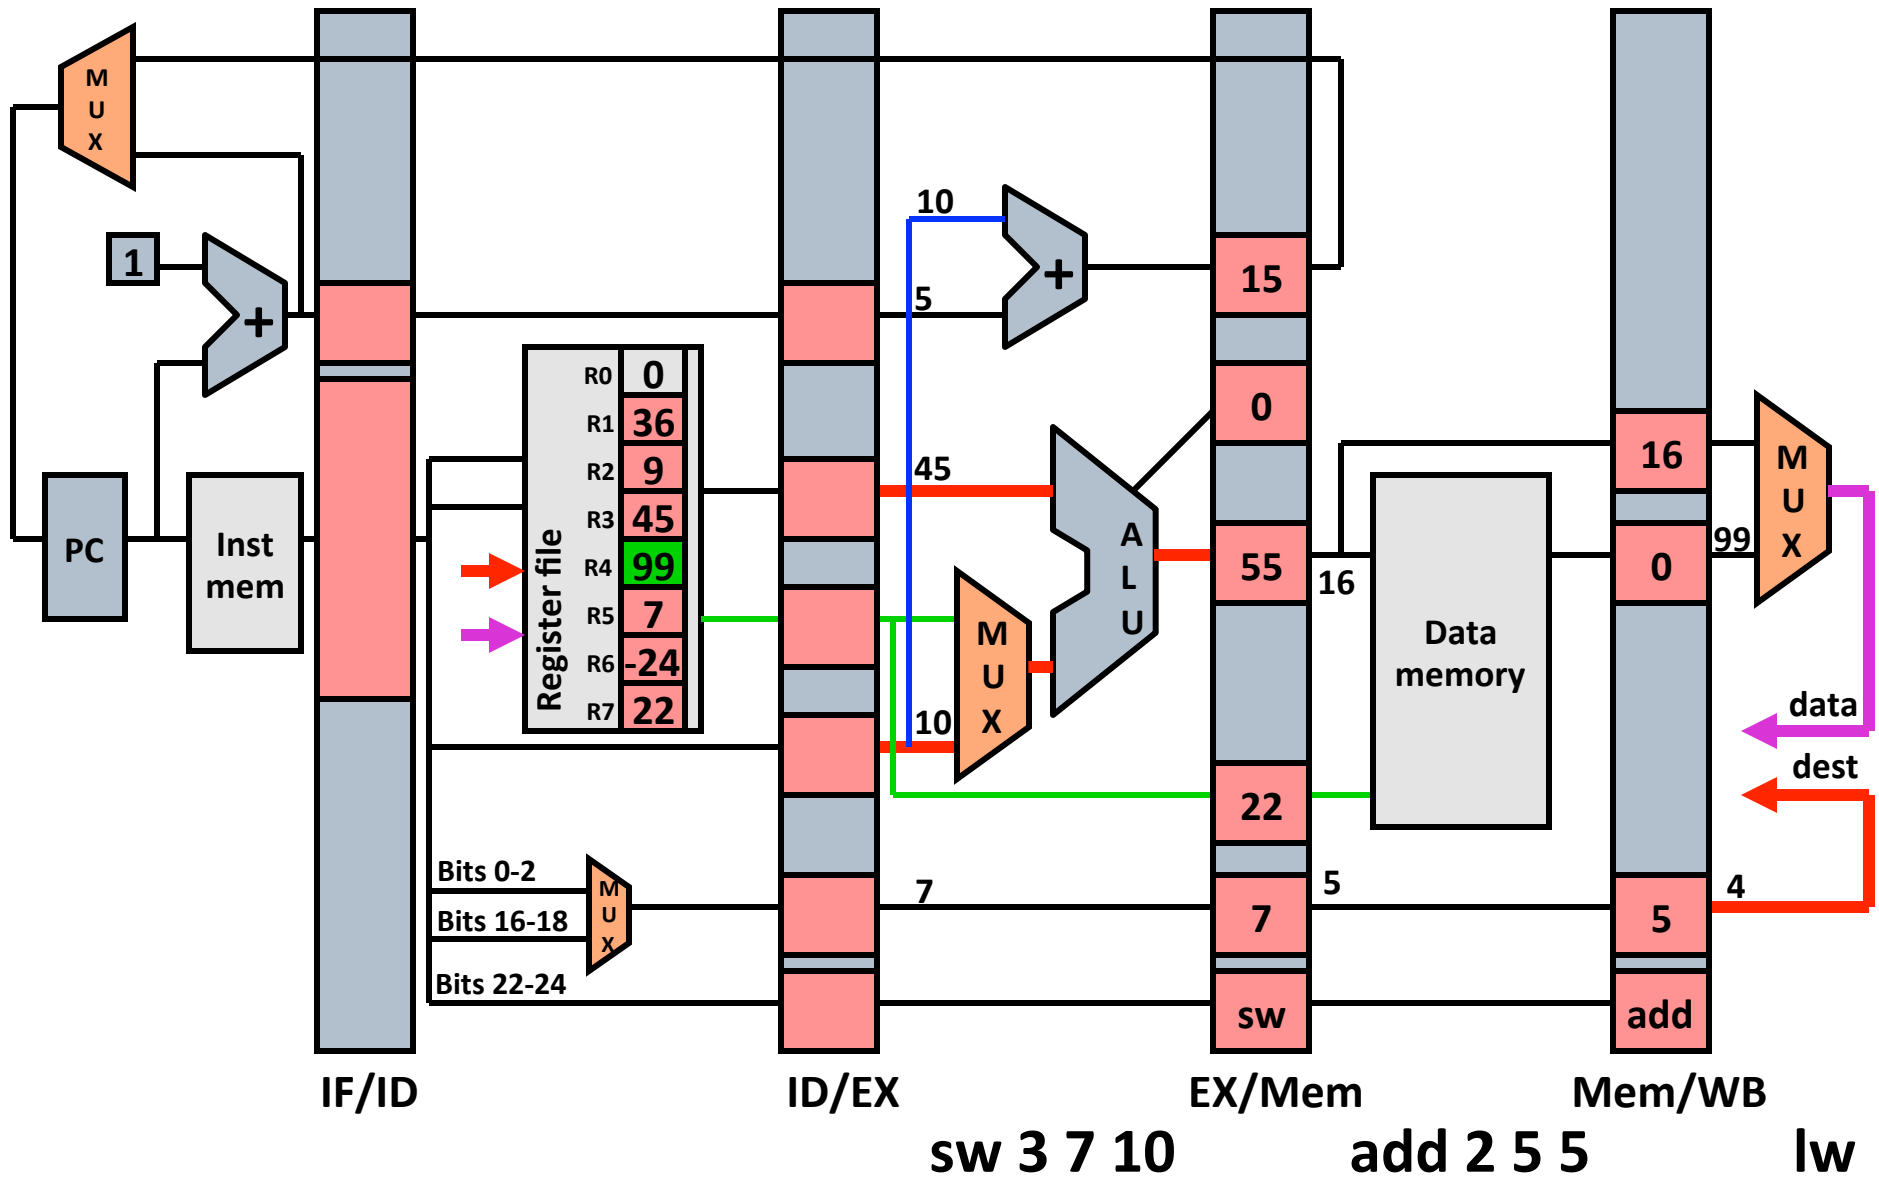 M
U
X
1
+
PC
Inst
mem
Register file
R0 0
R1 36
R2 9
R3 45
R4 99
R5 7
R6 -24
R7 22
Bits 0-2
Bits 16-18
Bits 22-24
M
U
X
10
5
+
45
10
M
U
X
A
L
U
7
15
0
55
22
7
sw
16
5
Data
memory
16
0
5
add
99
4
M
U
X
data
dest
IF/ID
ID/EX
EX/Mem
Mem/WB
sw 3 7 10
add 2 5 5
lw